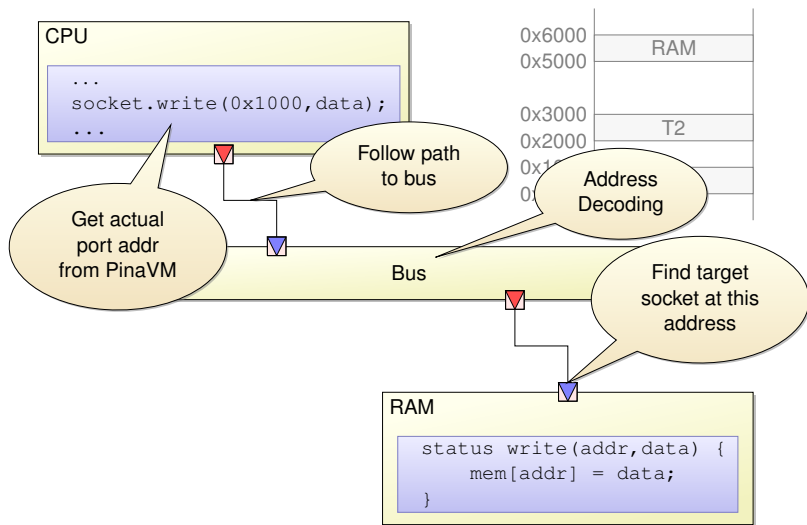 CPU
...
socket.write(0x1000,data);
...
0x6000
RAM
0x5000
0x3000
T2
0x2000
Follow path
to bus
Address
Decoding
Get actual
port addr
from PinaVM
Bus
Find target
socket at this
address
RAM
status write(addr,data) {
mem[addr] = data;
}